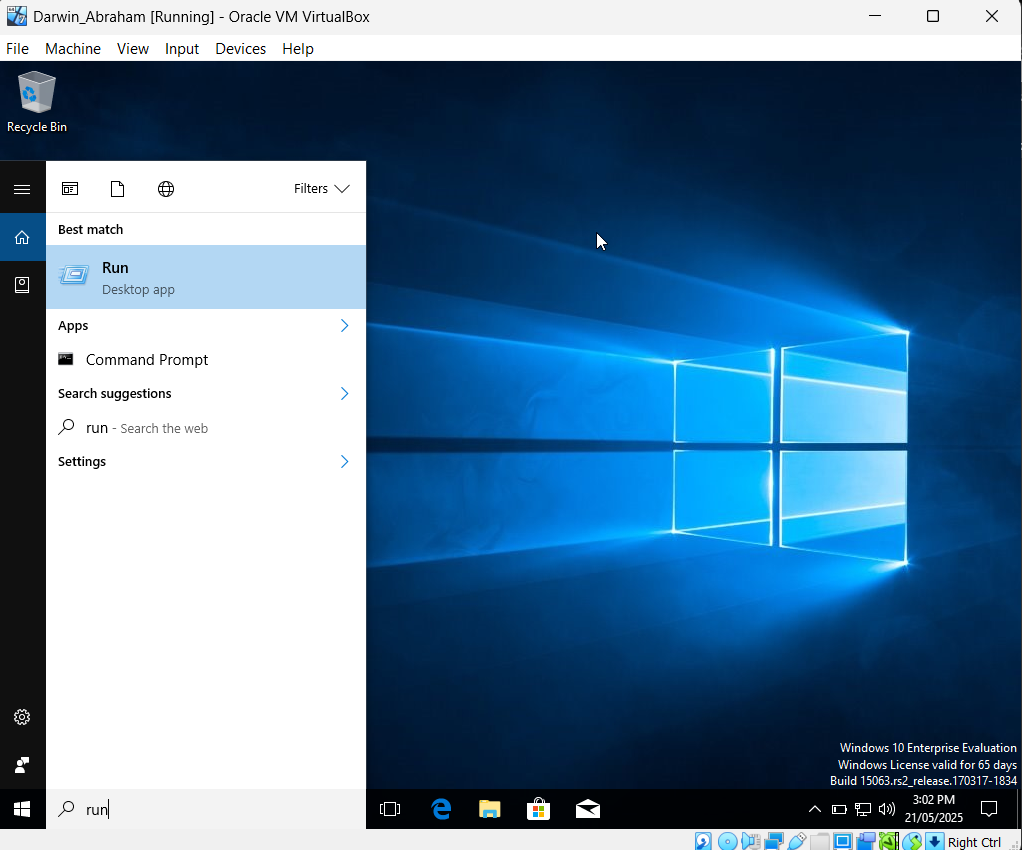 Darwin_Abraham [Running] - Oracle VM VirtualBox
File Machine View Input Devices Help
Recycle Bin
Filters
Best match
Run
Desktop app
Apps
Command Prompt
Search suggestions
run - Search the web
Settings
Windows 10 Enterprise Evaluation
Windows License valid for 65 days
Build 15063.rs2_release.170317-1834
run
3:02 PM
21/05/2025
Right Ctrl